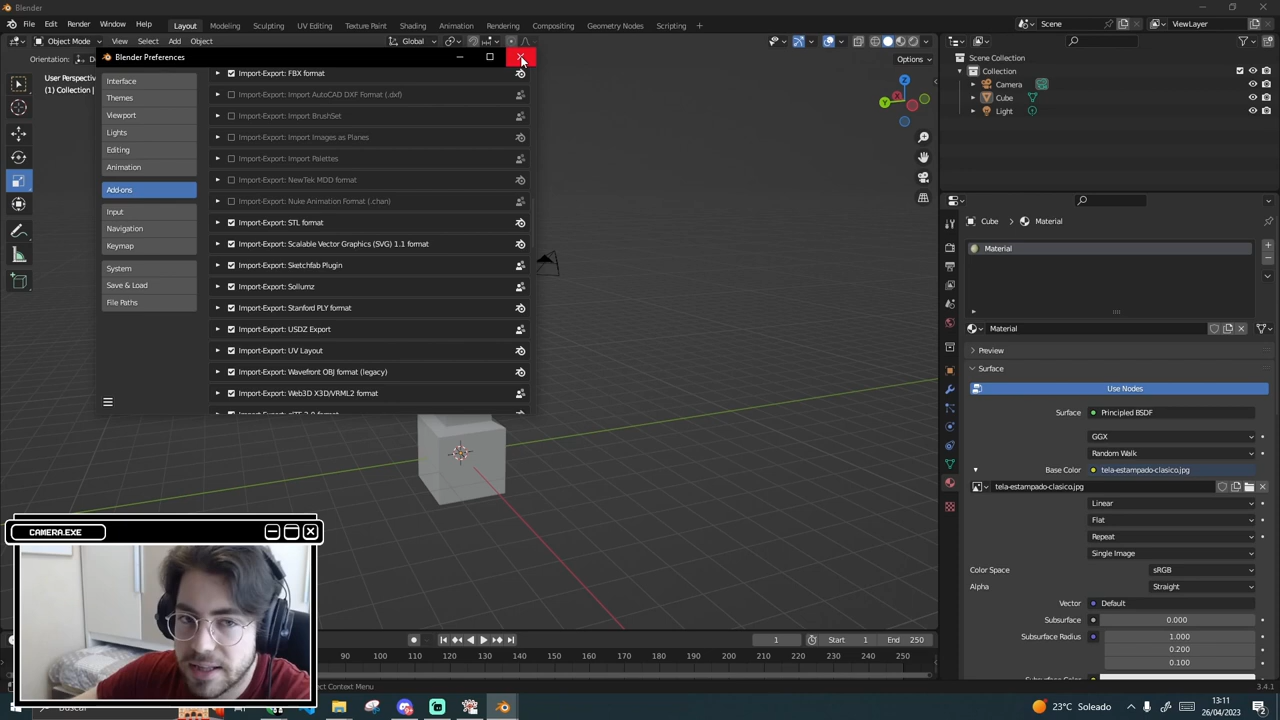 Blender
File Edit Render Window Help Layout Modeling Sculpting UV Editing Texture Paint Shading Animation Rendering Compositing Geometry Nodes Scripting + Scene ViewLayer
Object Mode View Select Add Object Global
Orientation: Options
User Perspective
(1) Collection |
Blender Preferences
Interface
Themes
Viewport
Lights
Editing
Animation
Add-ons
Input
Navigation
Keymap
System
Save & Load
File Paths
Import-Export: FBX format
Import-Export: Import AutoCAD DXF Format (.dxf)
Import-Export: Import BrushSet
Import-Export: Import Images as Planes
Import-Export: Import Palettes
Import-Export: NewTek MDD format
Import-Export: Nuke Animation Format (.chan)
Import-Export: STL format
Import-Export: Scalable Vector Graphics (SVG) 1.1 format
Import-Export: Sketchfab Plugin
Import-Export: Sollumz
Import-Export: Stanford PLY format
Import-Export: USDZ Export
Import-Export: UV Layout
Import-Export: Wavefront OBJ format (legacy)
Import-Export: Web3D X3D/VRML2 format
Z
Y
X
Scene Collection
Collection
Camera
Cube
Light
Cube Material
Material
Material
Preview
Surface
Use Nodes
Surface: Principled BSDF
GGX
Random Walk
Base Color tela-estampado-clasico.jpg
tela-estampado-clasico.jpg
Linear
Flat
Repeat
Single Image
Color Space sRGB
Alpha Straight
Vector Default
Subsurface 0.000
Subsurface Radius 1.000
0.200
0.100
CAMERA.EXE
1 Start 1 End 250
90 100 110 120 130 140 150 160 170 180 190 200 210 220 230 240 250
Context Menu 3.4.1
Buscar
23°C Soleado
13:11
06/04/2023
2